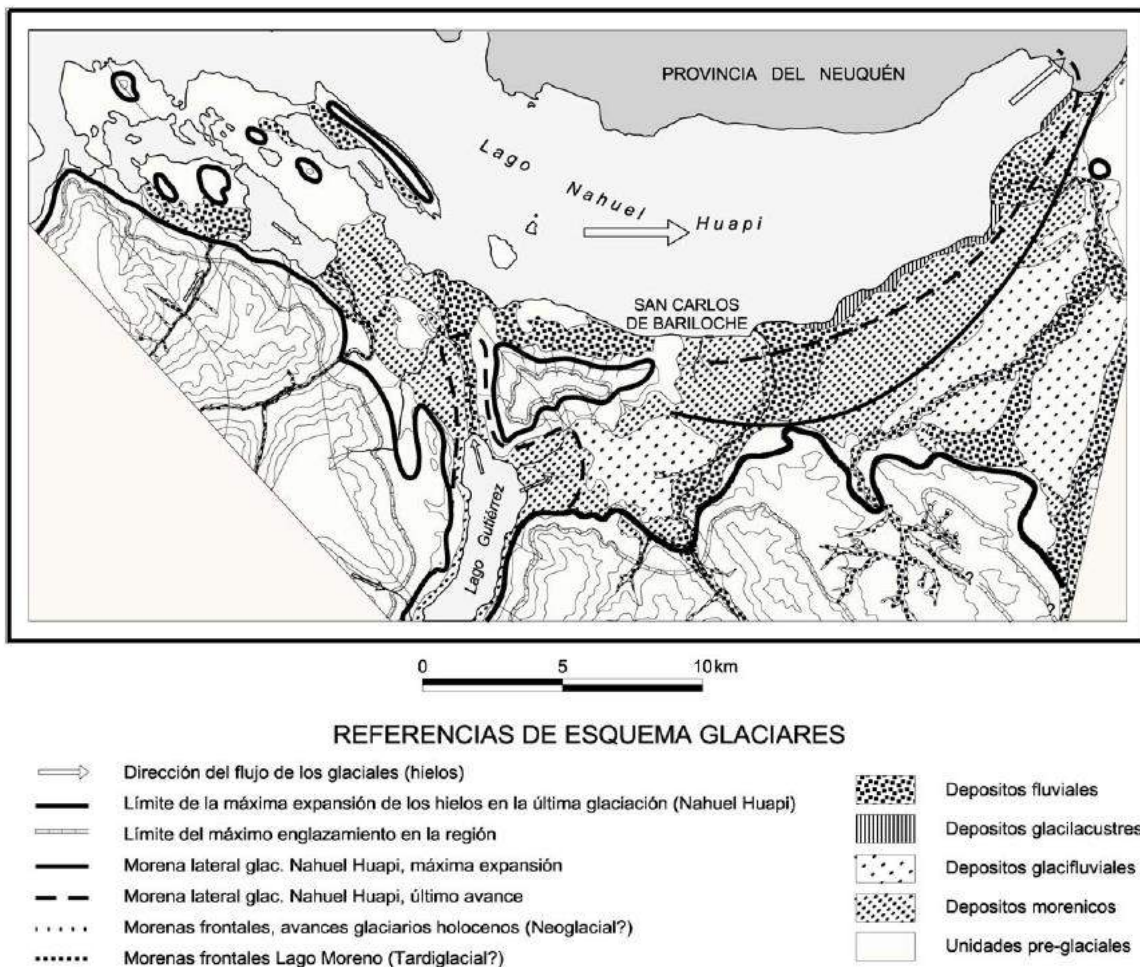 PROVINCIA DEL NEUQUÉN
Lago Nahuel Huapi
SAN CARLOS
DE BARILOCHE
Lago Gutiérrez
0 5 10 km
REFERENCIAS DE ESQUEMA GLACIARES
Dirección del flujo de los glaciales (hielos)
Límite de la máxima expansión de los hielos en la última glaciación (Nahuel Huapi)
Límite del máximo englazamiento en la región
Morena lateral glac. Nahuel Huapi, máxima expansión
Morena lateral glac. Nahuel Huapi, último avance
Morenas frontales, avances glaciarios holocenos (Neoglacial?)
Morenas frontales Lago Moreno (Tardiglacial?)
Depositos fluviales
Depositos glacilacustres
Depositos glacifluviales
Depositos morenicos
Unidades pre-glaciales